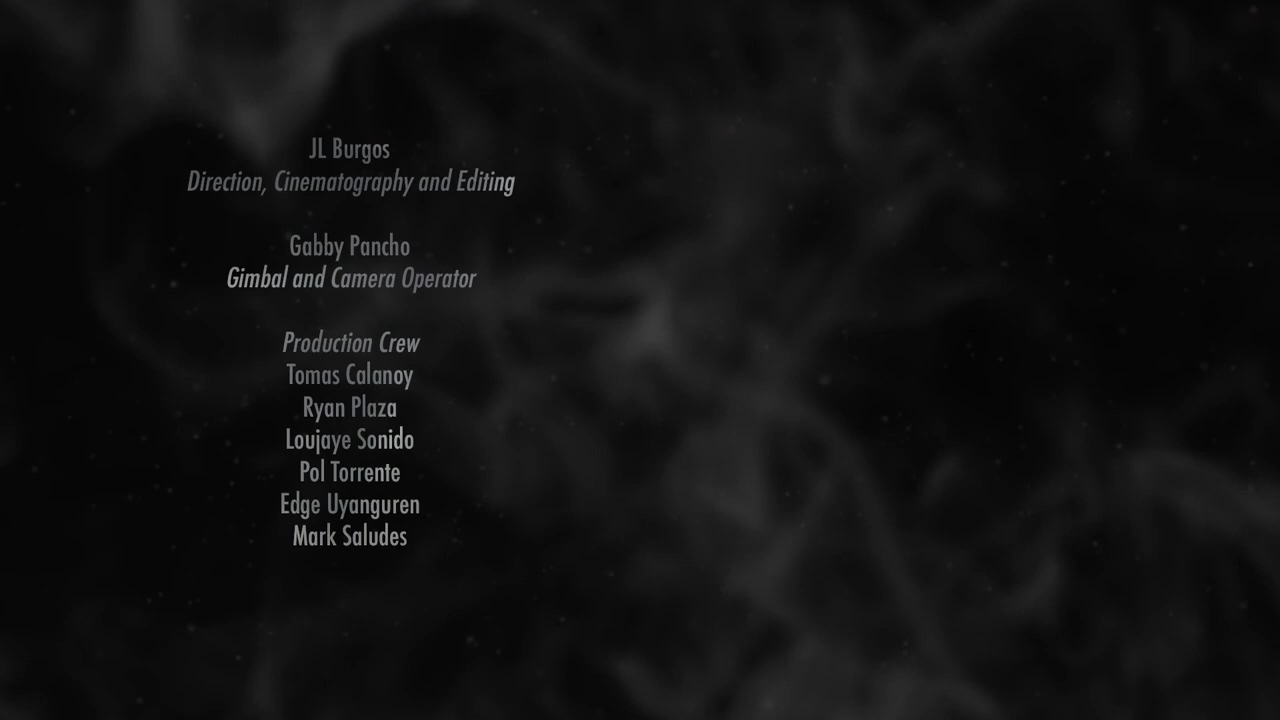 JL Burgos
Direction, Cinematography and Editing
Gabby Pancho
Gimbal and Camera Operator
Production Crew
Tomas Calanoy
Ryan Plaza
Loujaye Sonido
Pol Torrente
Edge Uyanguren
Mark Saludes